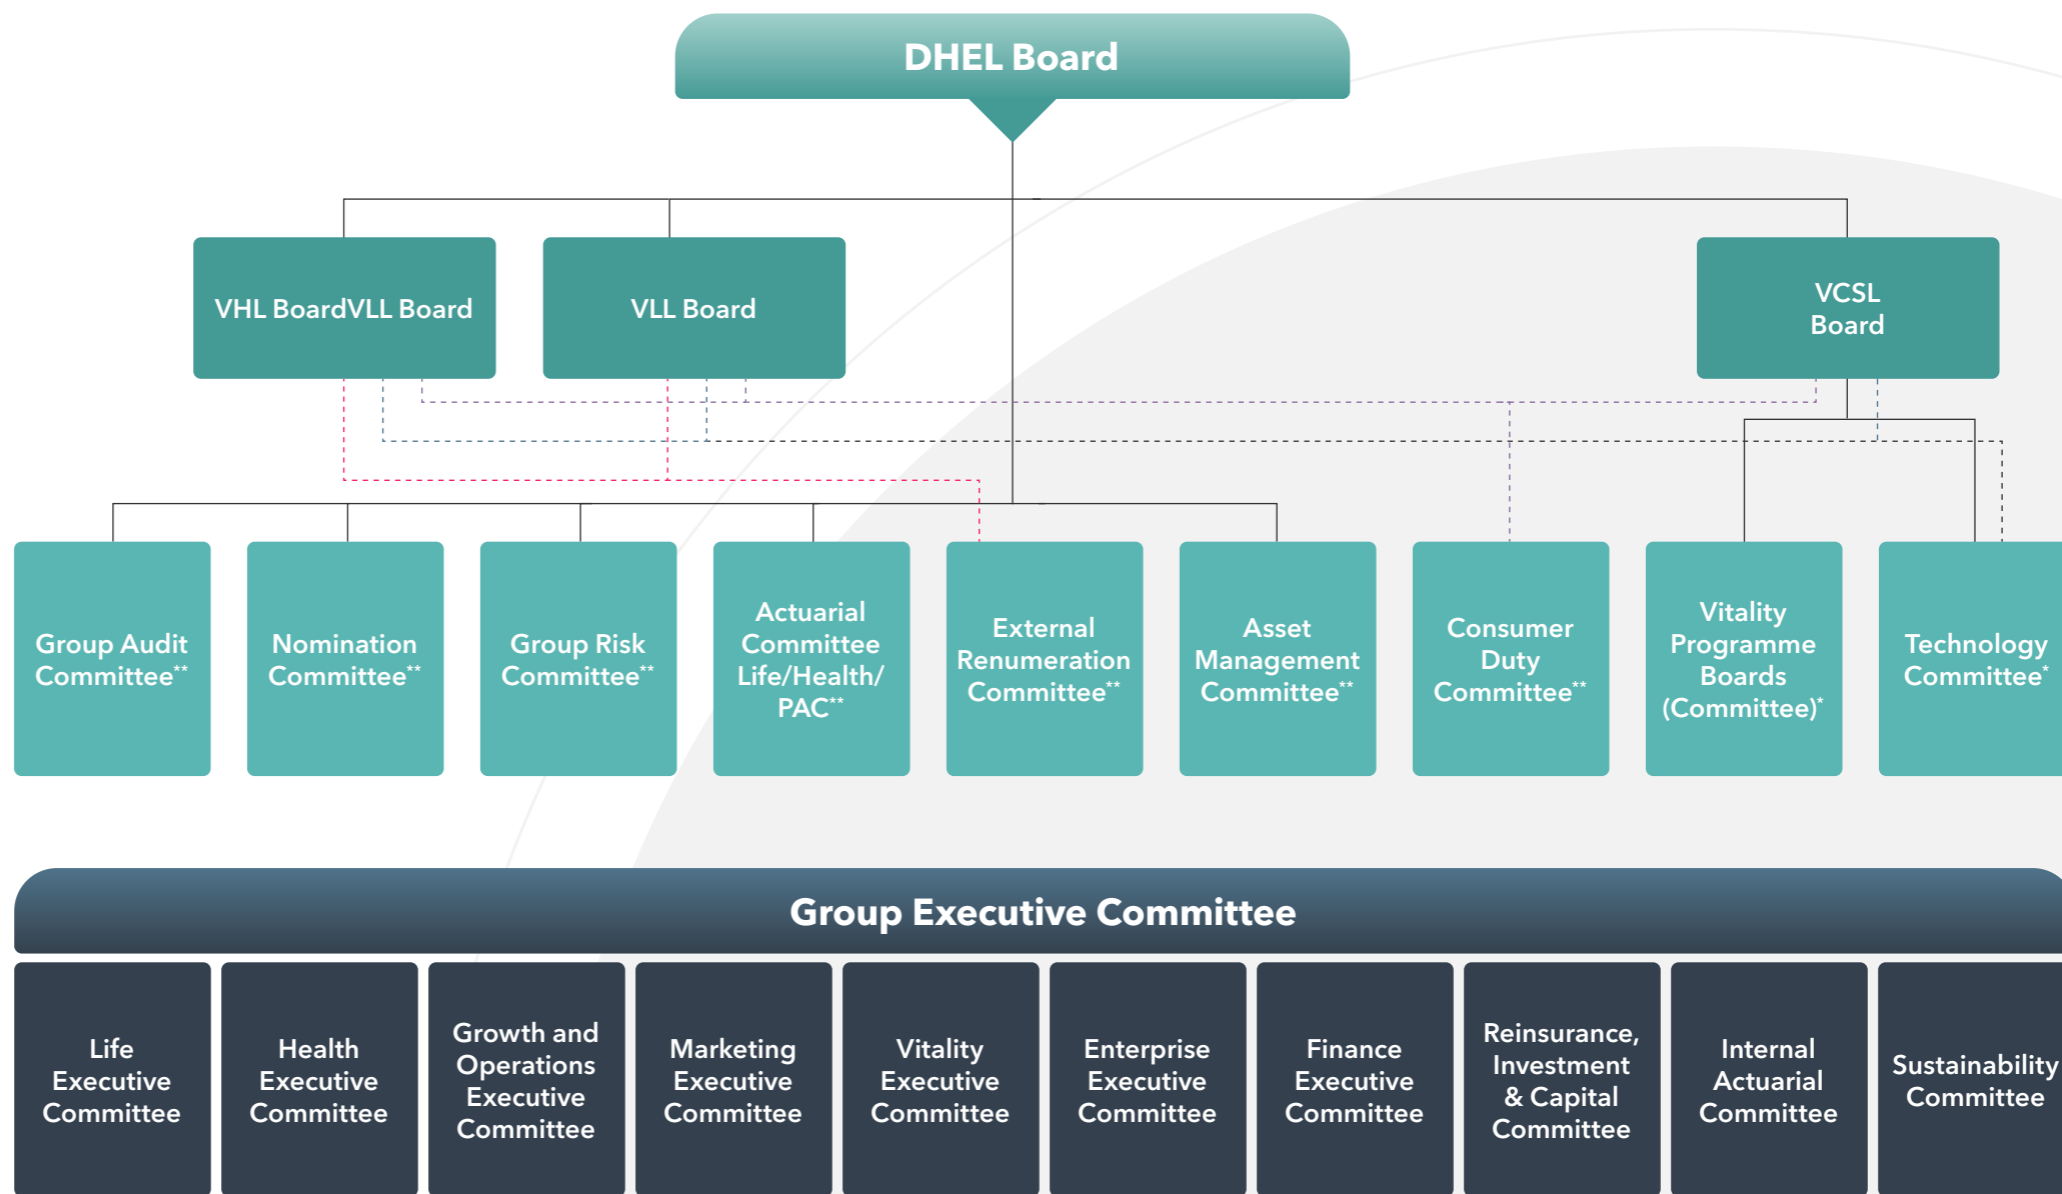 DHEL Board
VHL BoardVLL Board
VLL Board
VCSL
Board
Group Audit
Committee**
Nomination
Committee**
Group Risk
Committee**
Actuarial
Committee
Life/Health/
PAC**
External
Renumeration
Committee**
Asset
Management
Committee**
Consumer
Duty
Committee**
Vitality
Programme
Boards
(Committee)*
Technology
Committee*
Group Executive Committee
Life
Executive
Committee
Health
Executive
Committee
Growth and
Operations
Executive
Committee
Marketing
Executive
Committee
Vitality
Executive
Committee
Enterprise
Executive
Committee
Finance
Executive
Committee
Reinsurance,
Investment
& Capital
Committee
Internal
Actuarial
Committee
Sustainability
Committee